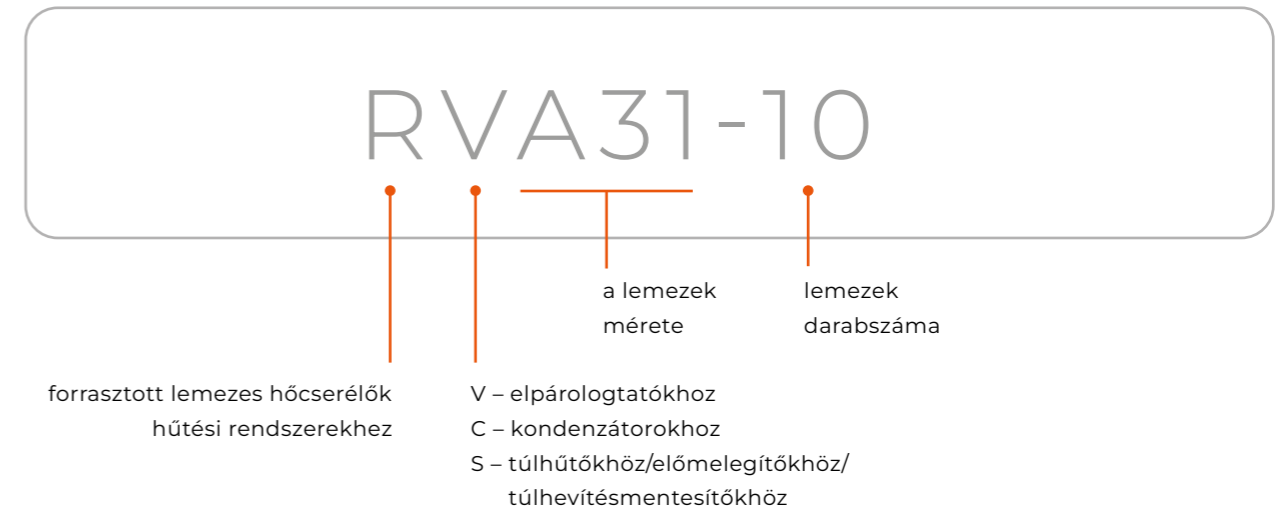 RVA31-10
a lemezek
mérete
lemezek
darabszáma
forrasztott lemezes hőcserélők
hűtési rendszerekhez
V – elpárologtatókhoz
C – kondenzátorokhoz
S – túlhűtőkhöz/előmelegítőkhöz/
túlhevítésmentesítőkhöz